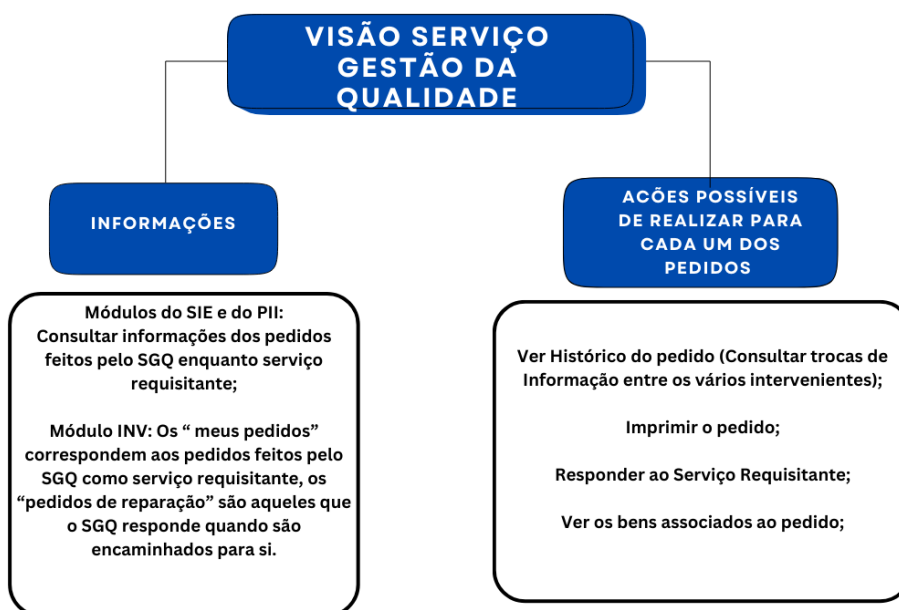 VISÃO SERVIÇO
GESTÃO DA
QUALIDADE
INFORMAÇÕES
Módulos do SIE e do PII:
Consultar informações dos pedidos
feitos pelo SGQ enquanto serviço
requisitante;
Módulo INV: Os “ meus pedidos”
correspondem aos pedidos feitos pelo
SGQ como serviço requisitante, os
“pedidos de reparação” são aqueles que
o SGQ responde quando são
encaminhados para si.
ACÕES POSSÍVEIS
DE REALIZAR PARA
CADA UM DOS
PEDIDOS
Ver Histórico do pedido (Consultar trocas de
Informação entre os vários intervenientes);
Imprimir o pedido;
Responder ao Serviço Requisitante;
Ver os bens associados ao pedido;